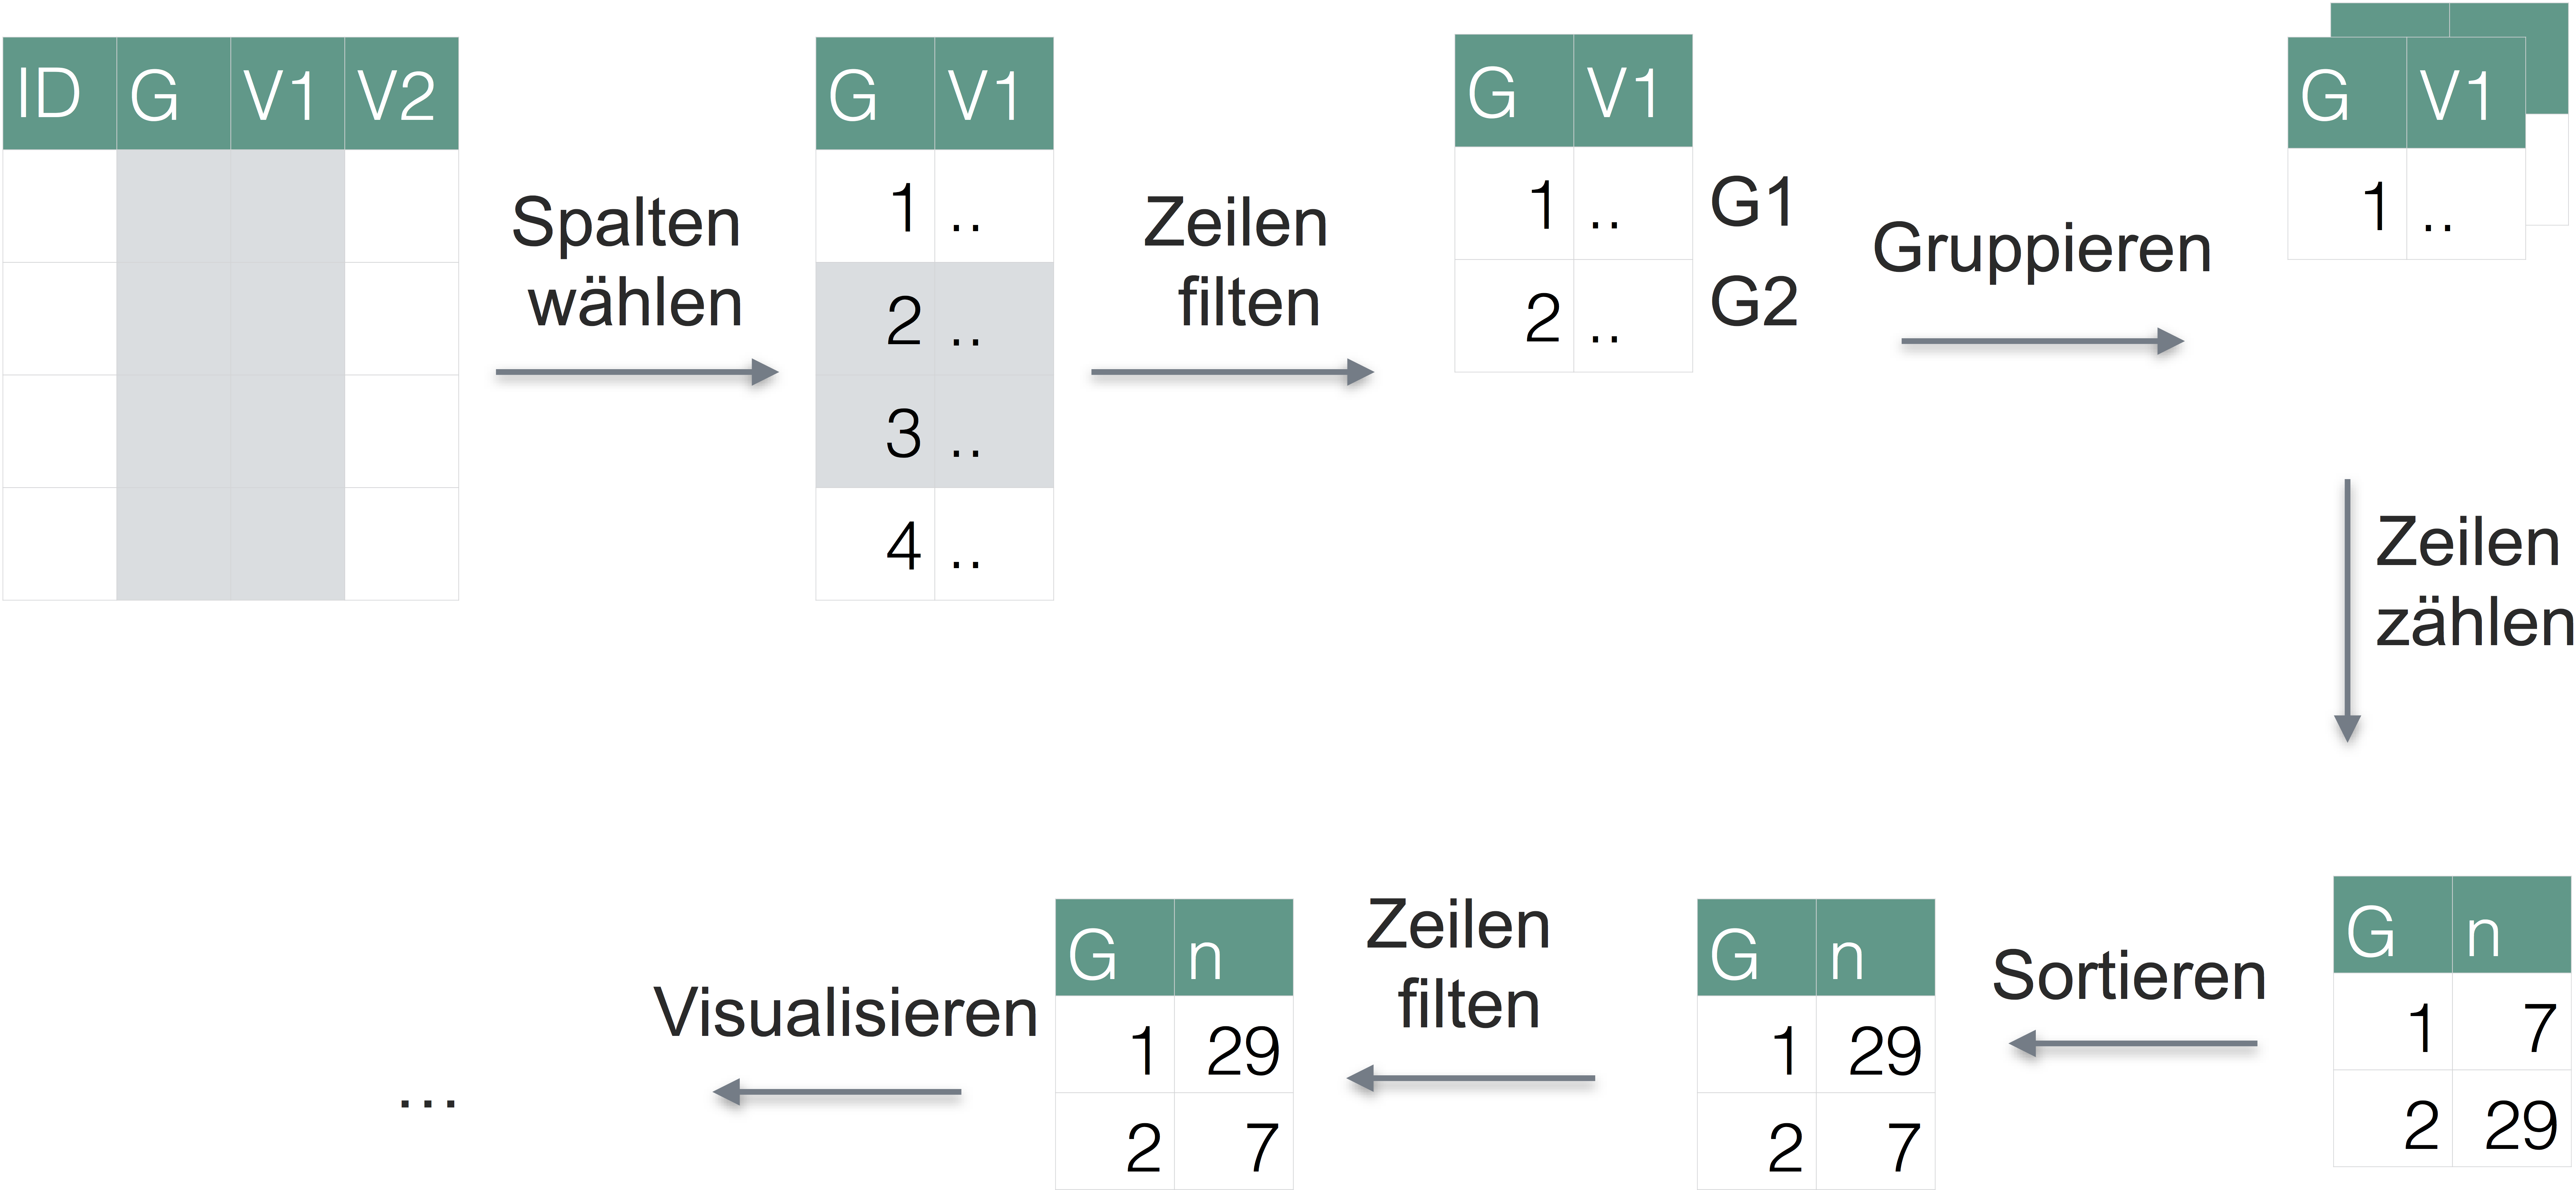 ID G V1 V2
Spalten
wählen
G V1
1 ..
2 ..
3 ..
4 ..
Zeilen
filten
G V1
1 .. G1
2 .. G2
Gruppieren
G V1
1 ..
Zeilen
zählen
G n
1 7
2 29
Sortieren
G n
1 29
2 7
Zeilen
filten
G n
1 29
2 7
Visualisieren
...